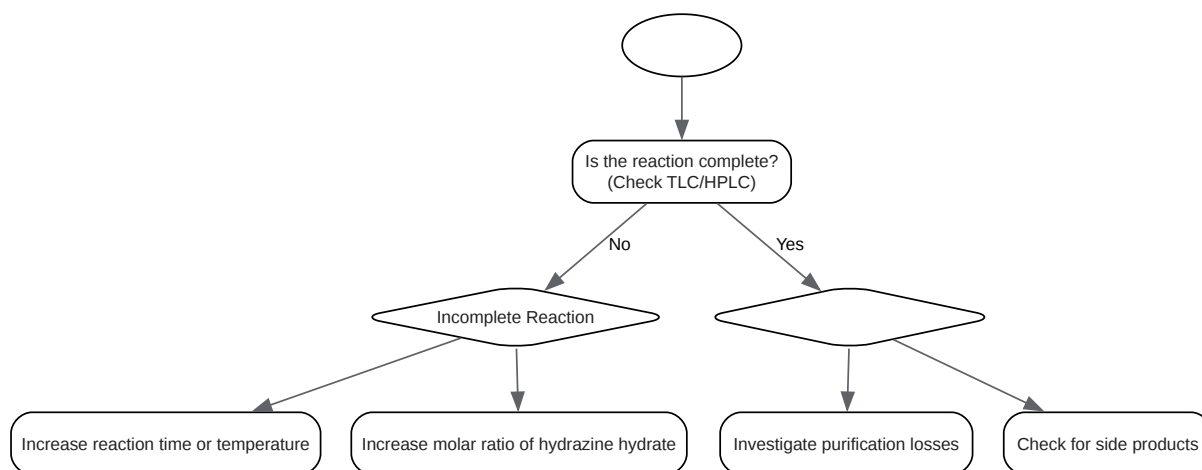 Is the reaction complete?
(Check TLC/HPLC)
No
Yes
Incomplete Reaction
Increase reaction time or temperature
Increase molar ratio of hydrazine hydrate
Investigate purification losses
Check for side products